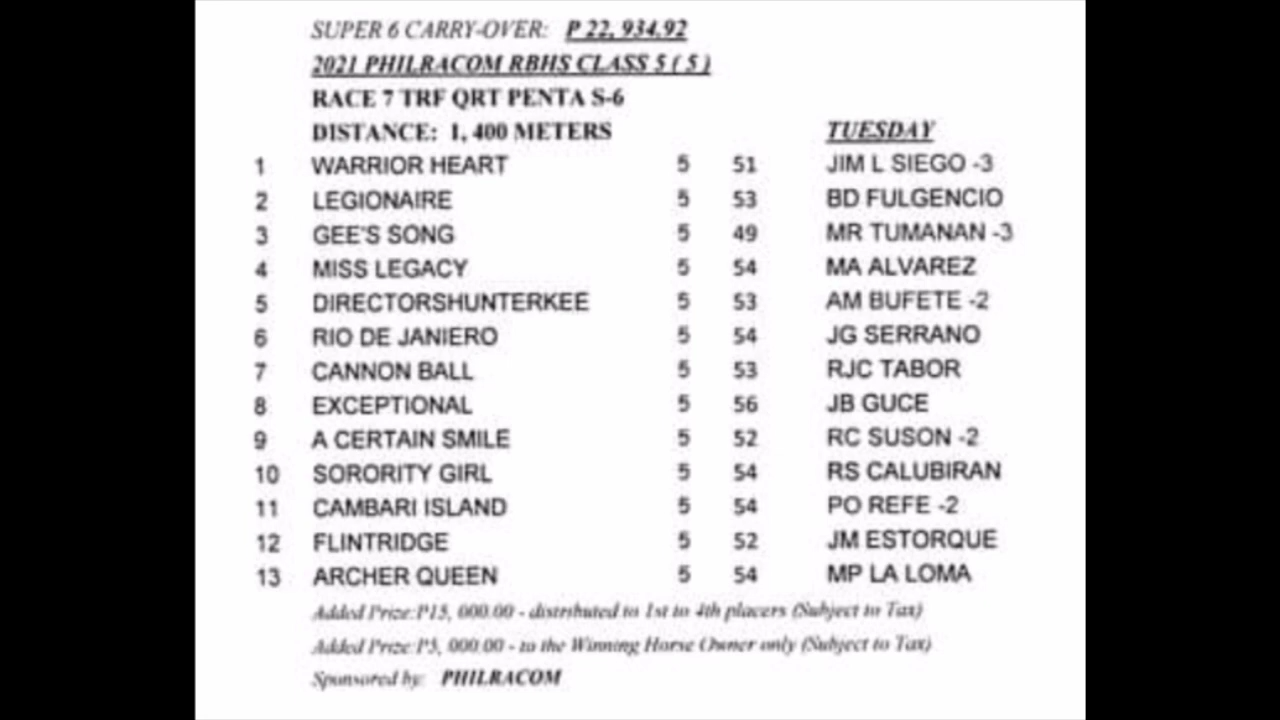 SUPER 6 CARRY-OVER: P 22, 934.92
2021 PHILRACOM RBHS CLASS 5 ( 5 )
RACE 7 TRF QRT PENTA S-6
DISTANCE: 1, 400 METERS TUESDAY
1 WARRIOR HEART 5 51 JIM L SIEGO -3
2 LEGIONAIRE 5 53 BD FULGENCIO
3 GEE'S SONG 5 49 MR TUMANAN -3
4 MISS LEGACY 5 54 MA ALVAREZ
5 DIRECTORSHUNTERKEE 5 53 AM BUFETE -2
6 RIO DE JANIERO 5 54 JG SERRANO
7 CANNON BALL 5 53 RJC TABOR
8 EXCEPTIONAL 5 56 JB GUCE
9 A CERTAIN SMILE 5 52 RC SUSON -2
10 SORORITY GIRL 5 54 RS CALUBIRAN
11 CAMBARI ISLAND 5 54 PO REFE -2
12 FLINTRIDGE 5 52 JM ESTORQUE
13 ARCHER QUEEN 5 54 MP LA LOMA
Added Prize:P15, 000.00 - distributed to 1st to 4th placers (Subject to Tax)
Added Prize:P5, 000.00 - to the Winning Horse Owner only (Subject to Tax)
Sponsored by: PHILRACOM